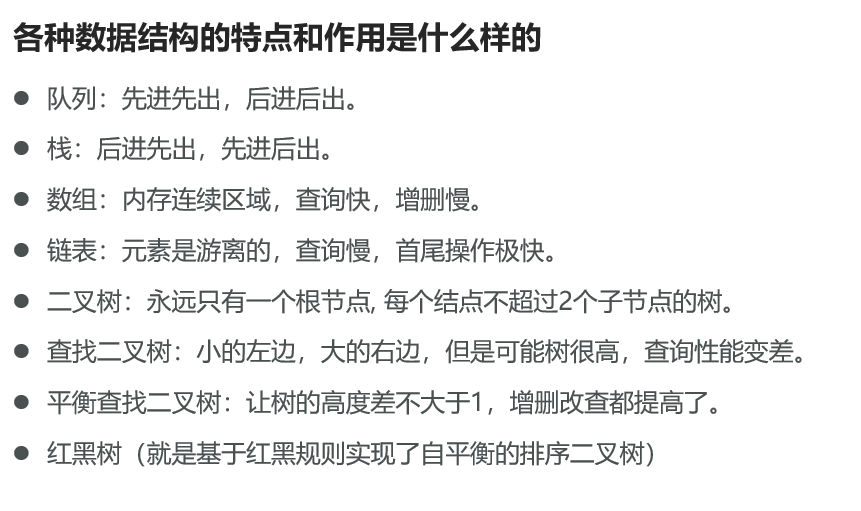 各种数据结构的特点和作用是什么样的
● 队列：先进先出，后进后出。
● 栈：后进先出，先进后出。
● 数组：内存连续区域，查询快，增删慢。
● 链表：元素是游离的，查询慢，首尾操作极快。
● 二叉树：永远只有一个根节点, 每个结点不超过2个子节点的树。
● 查找二叉树：小的左边，大的右边，但是可能树很高，查询性能变差。
● 平衡查找二叉树：让树的高度差不大于1，增删改查都提高了。
● 红黑树（就是基于红黑规则实现了自平衡的排序二叉树）